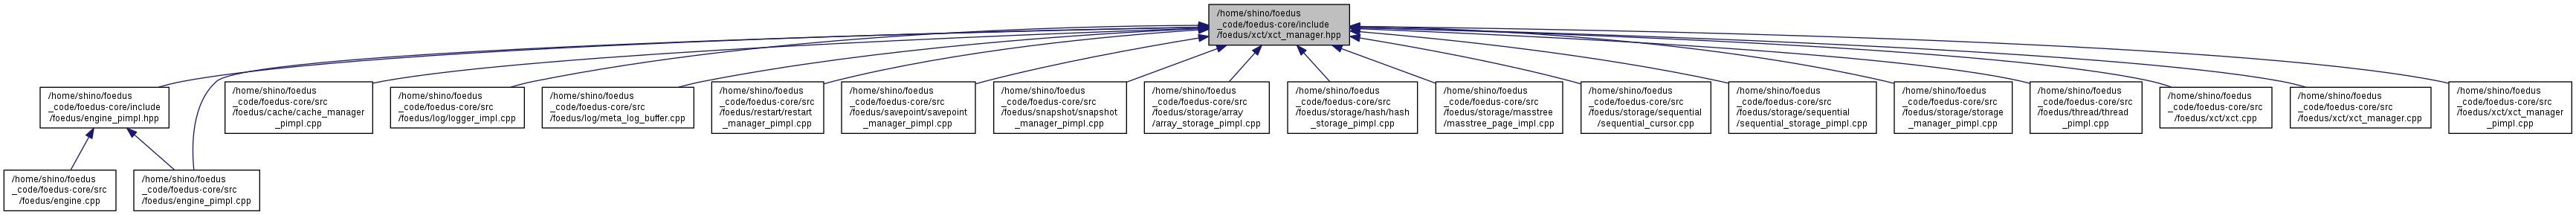 /home/shino/foedus
_code/foedus-core/include
/foedus/xct/xct_manager.hpp
/home/shino/foedus
_code/foedus-core/include
/foedus/engine_pimpl.hpp
/home/shino/foedus
_code/foedus-core/src
/foedus/cache/cache_manager
_pimpl.cpp
/home/shino/foedus
_code/foedus-core/src
/foedus/log/logger_impl.cpp
/home/shino/foedus
_code/foedus-core/src
/foedus/log/meta_log_buffer.cpp
/home/shino/foedus
_code/foedus-core/src
/foedus/restart/restart
_manager_pimpl.cpp
/home/shino/foedus
_code/foedus-core/src
/foedus/savepoint/savepoint
_manager_pimpl.cpp
/home/shino/foedus
_code/foedus-core/src
/foedus/snapshot/snapshot
_manager_pimpl.cpp
/home/shino/foedus
_code/foedus-core/src
/foedus/storage/array
/array_storage_pimpl.cpp
/home/shino/foedus
_code/foedus-core/src
/foedus/storage/hash/hash
_storage_pimpl.cpp
/home/shino/foedus
_code/foedus-core/src
/foedus/storage/masstree
/masstree_page_impl.cpp
/home/shino/foedus
_code/foedus-core/src
/foedus/storage/sequential
/sequential_cursor.cpp
/home/shino/foedus
_code/foedus-core/src
/foedus/storage/sequential
/sequential_storage_pimpl.cpp
/home/shino/foedus
_code/foedus-core/src
/foedus/storage/storage
_manager_pimpl.cpp
/home/shino/foedus
_code/foedus-core/src
/foedus/thread/thread
_pimpl.cpp
/home/shino/foedus
_code/foedus-core/src
/foedus/xct/xct.cpp
/home/shino/foedus
_code/foedus-core/src
/foedus/xct/xct_manager.cpp
/home/shino/foedus
_code/foedus-core/src
/foedus/xct/xct_manager
_pimpl.cpp
/home/shino/foedus
_code/foedus-core/src
/foedus/engine.cpp
/home/shino/foedus
_code/foedus-core/src
/foedus/engine_pimpl.cpp